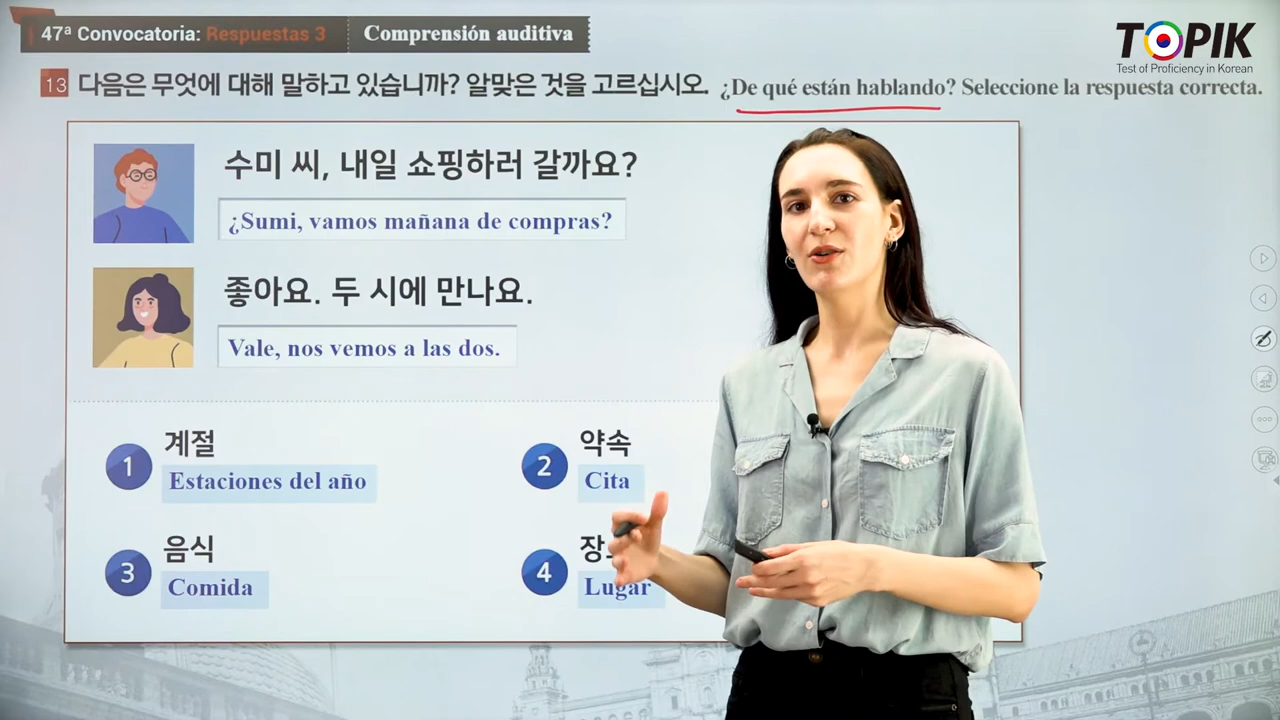 47ª Convocatoria: Respuestas 3 Comprensión auditiva
TOPIK
Test of Proficiency in Korean
13 다음은 무엇에 대해 말하고 있습니까? 알맞은 것을 고르십시오. ¿De qué están hablando? Seleccione la respuesta correcta.
수미 씨, 내일 쇼핑하러 갈까요?
¿Sumi, vamos mañana de compras?
좋아요. 두 시에 만나요.
Vale, nos vemos a las dos.
1 계절
Estaciones del año
2 약속
Cita
3 음식
Comida
4 장
Lugar